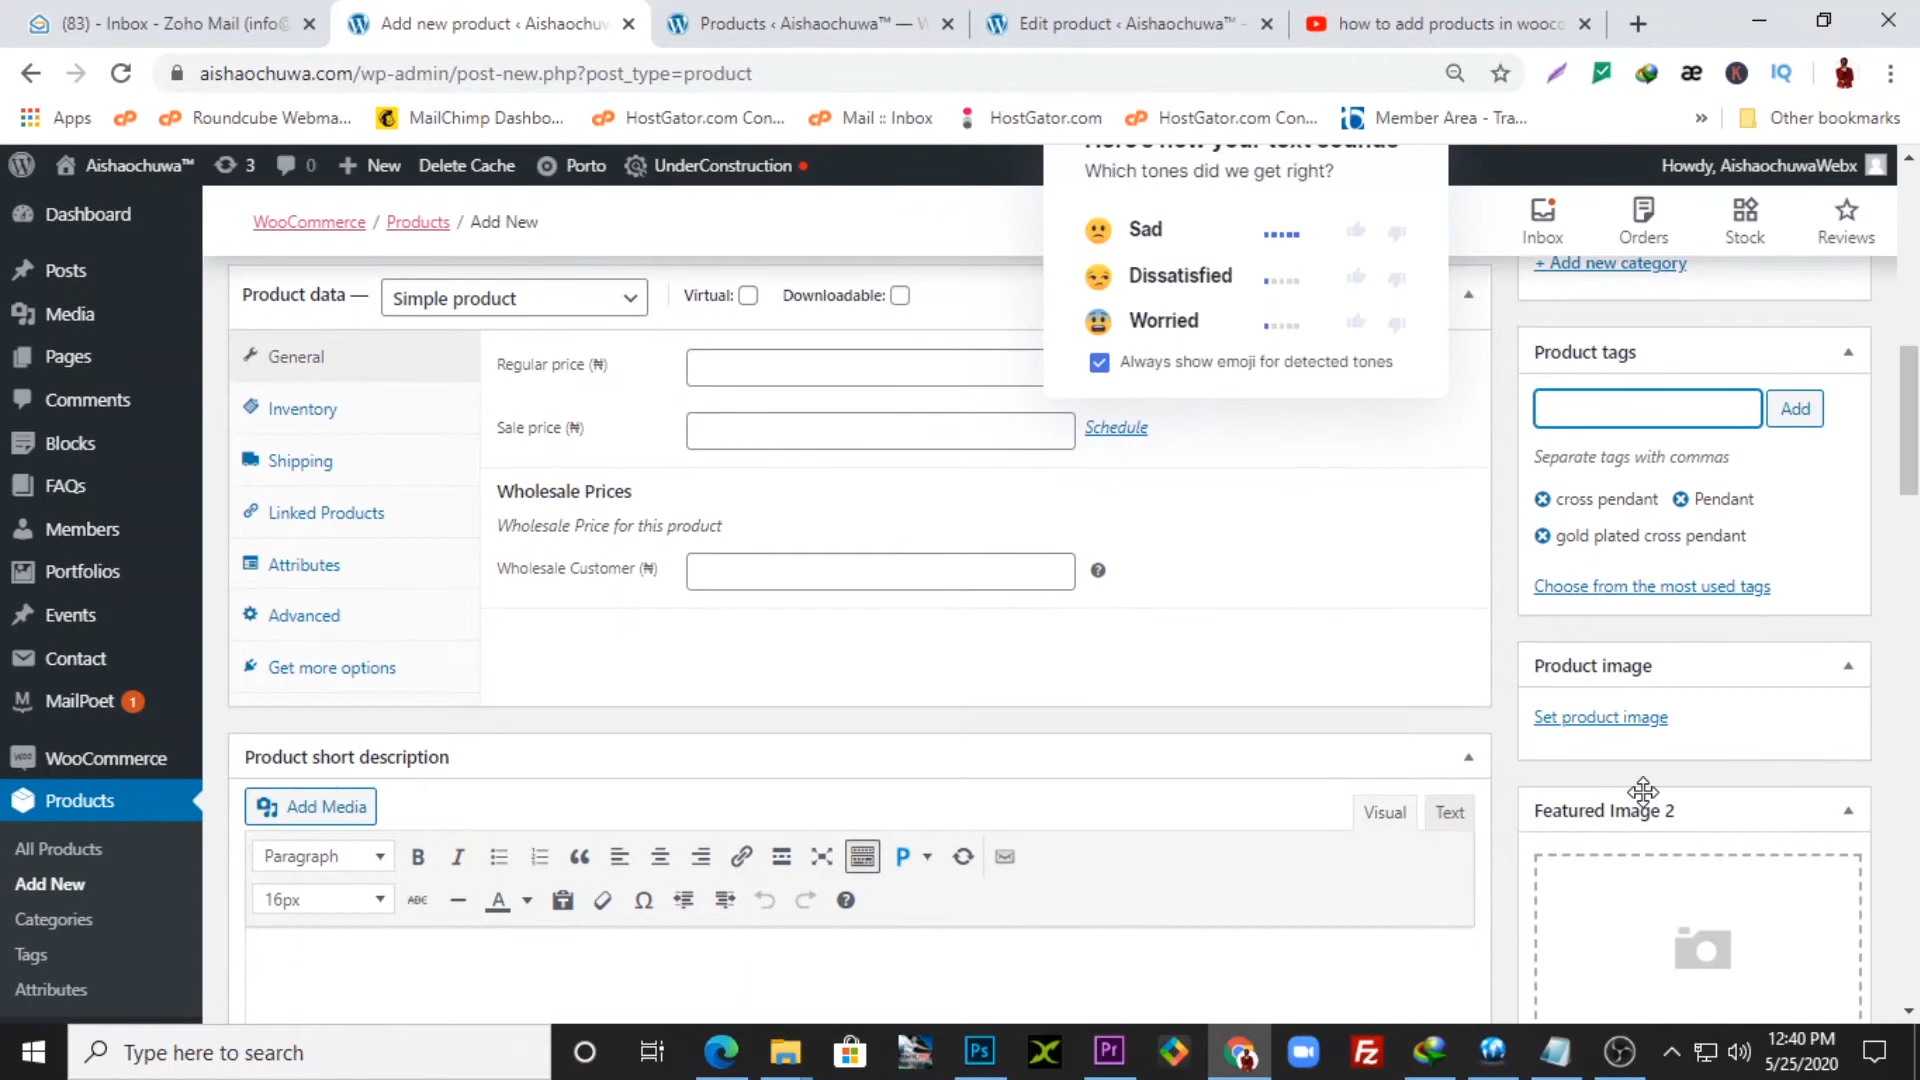 (83) - Inbox - Zoho Mail (info@
Add new product ‹ Aishaochuw
Products ‹ Aishaochuwa™ — W
Edit product ‹ Aishaochuwa™ -
how to add products in wooco
aishaochuwa.com/wp-admin/post-new.php?post_type=product
Apps
Roundcube Webma...
MailChimp Dashbo...
HostGator.com Con...
Mail :: Inbox
HostGator.com
HostGator.com Con...
Member Area - Tra...
Other bookmarks
Aishaochuwa™
3
0
New
Delete Cache
Porto
UnderConstruction
Howdy, AishaochuwaWebx
Here's how your text sounds
Which tones did we get right?
Sad
Dissatisfied
Worried
Always show emoji for detected tones
WooCommerce / Products / Add New
Inbox
Orders
Stock
Reviews
Dashboard
Posts
Media
Pages
Comments
Blocks
FAQs
Members
Portfolios
Events
Contact
MailPoet 1
WooCommerce
Products
All Products
Add New
Categories
Tags
Attributes
Product data — Simple product
Virtual:
Downloadable:
General
Inventory
Shipping
Linked Products
Attributes
Advanced
Get more options
Regular price (₦)
Sale price (₦)
Schedule
Wholesale Prices
Wholesale Price for this product
Wholesale Customer (₦)
Product short description
Add Media
Visual
Text
Paragraph
16px
+ Add new category
Product tags
Add
Separate tags with commas
cross pendant
Pendant
gold plated cross pendant
Choose from the most used tags
Product image
Set product image
Featured Image 2
Type here to search
12:40 PM
5/25/2020